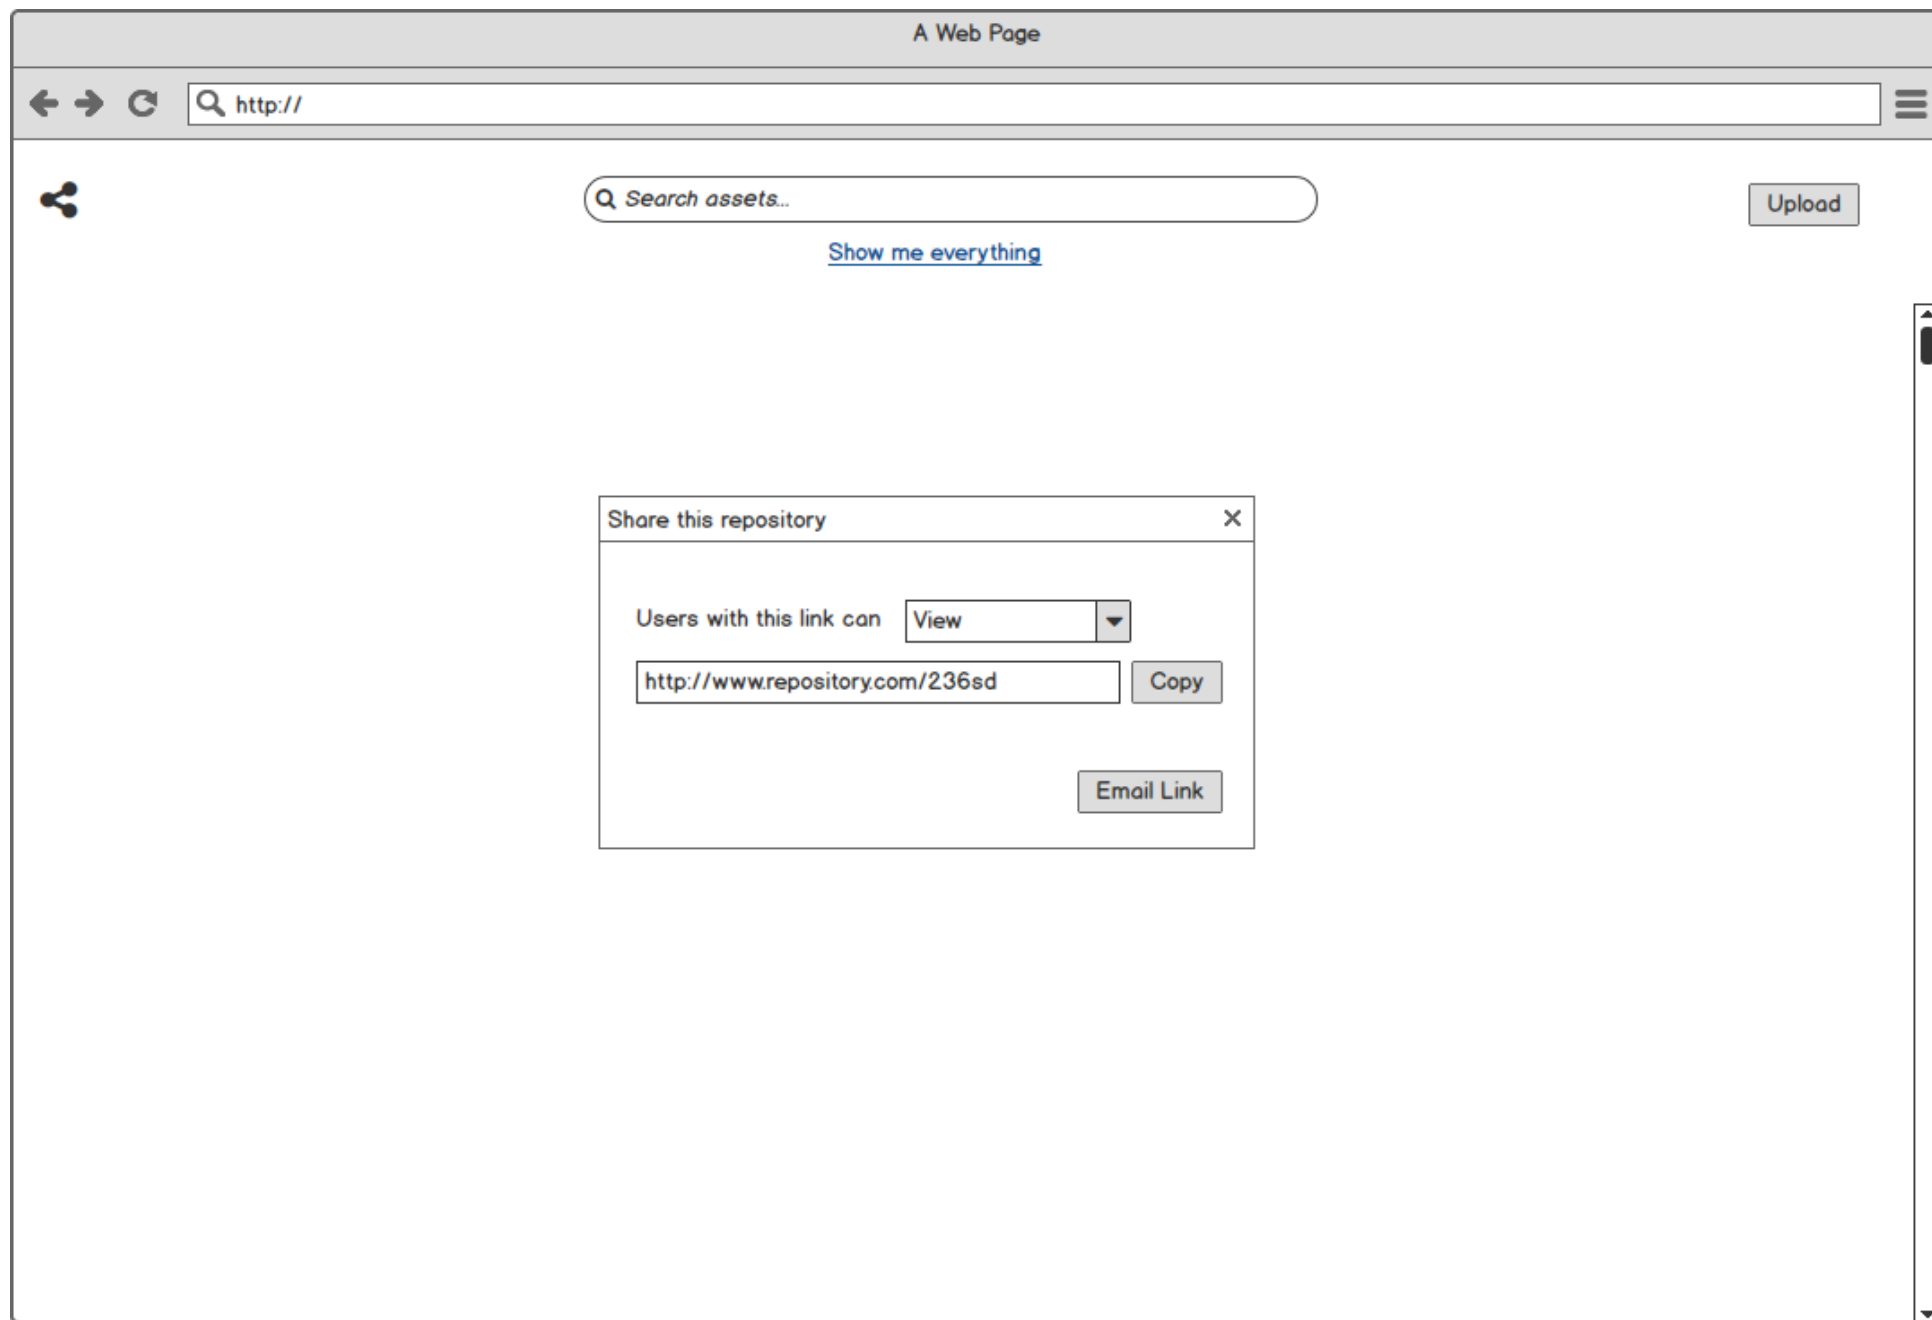 A Web Page
http://
Search assets...
Upload
Show me everything
Share this repository
Users with this link can View
http://www.repository.com/236sd Copy
Email Link